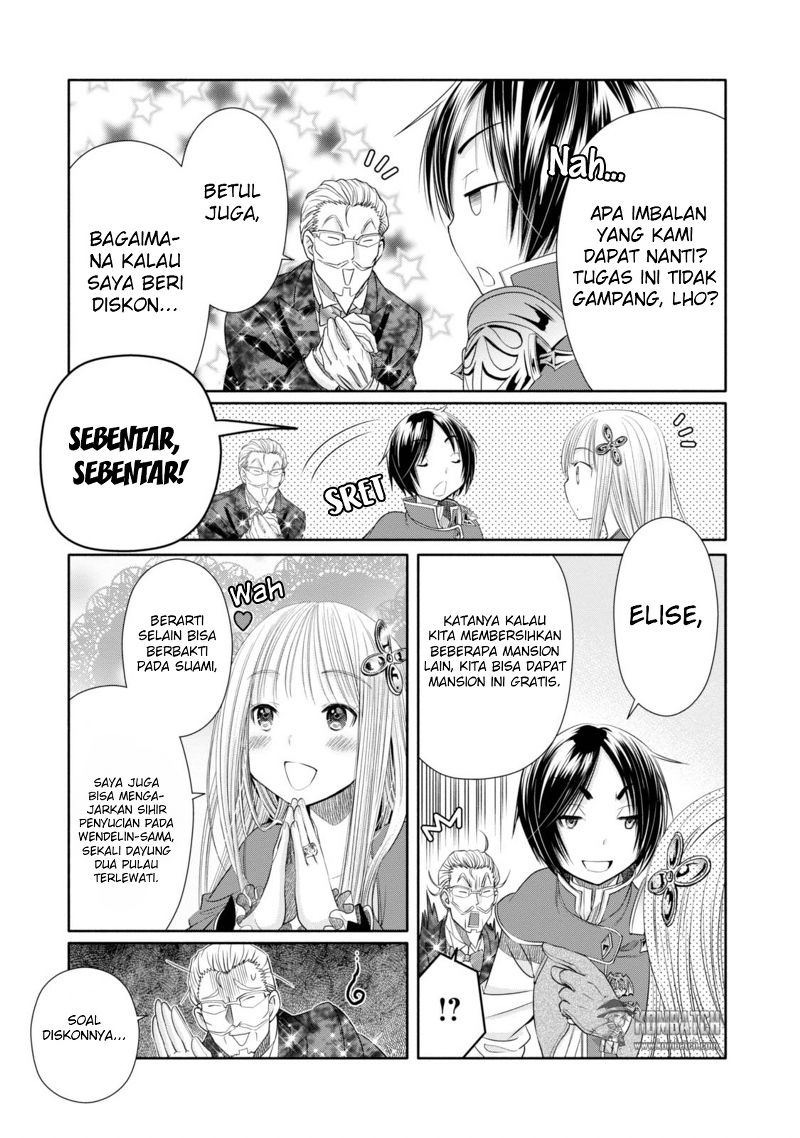 Nah...
APA IMBALAN
YANG KAMI
DAPAT NANTI?
TUGAS INI TIDAK
GAMPANG, LHO?
BETUL
JUGA,
BAGAIMA-
NA KALAU
SAYA BERI
DISKON...
SEBENTAR,
SEBENTAR!
SRET
ELISE,
KATANYA KALAU
KITA MEMBERSIHKAN
BEBERAPA MANSION
LAIN, KITA BISA DAPAT
MANSION INI GRATIS.
!?
Wah
BERARTI
SELAIN BISA
BERBAKTI
PADA SUAMI,
SAYA JUGA
BISA MENGA-
JARKAN SIHIR
PENYUCIAN PADA
WENDELIN-SAMA,
SEKALI DAYUNG
DUA PULAU
TERLEWATI.
SOAL
DISKONNYA...